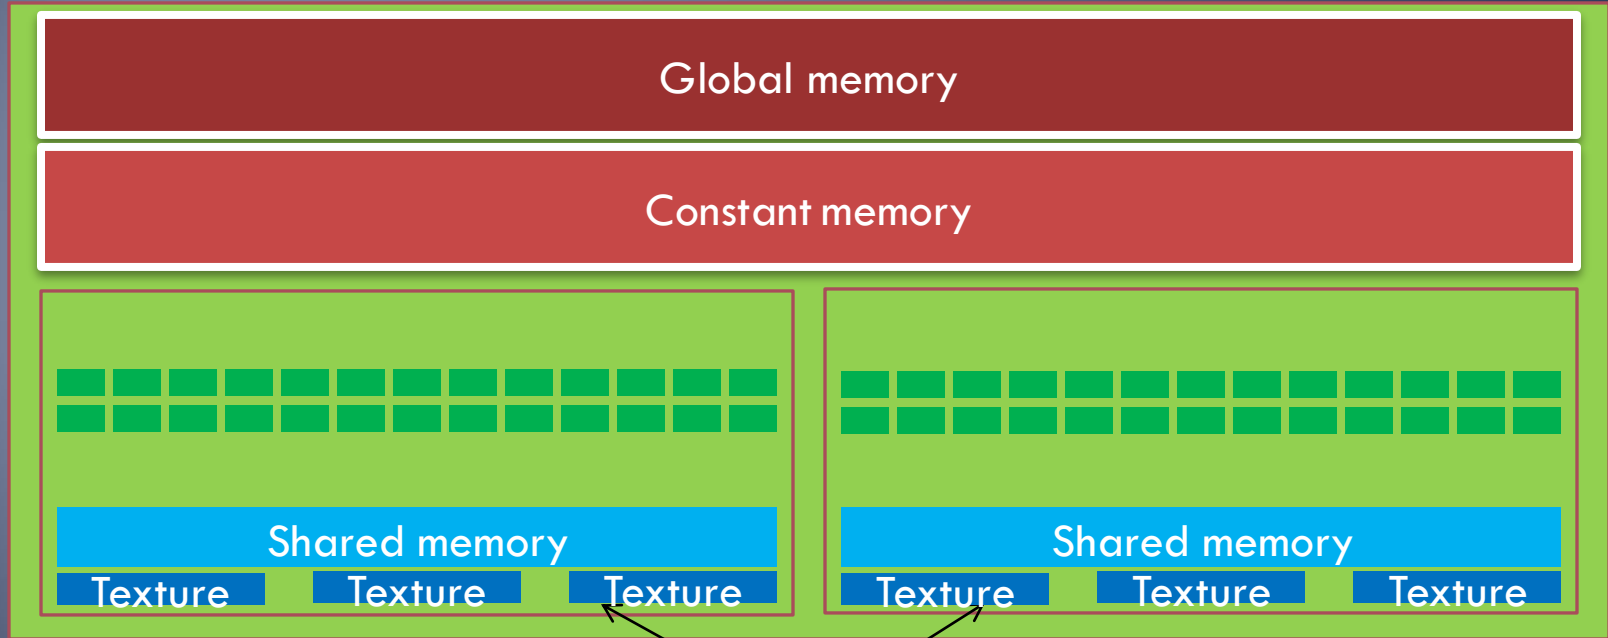 Global memory
Constant memory
Shared memory
Shared memory
Texture
Texture
Texture
Texture
Texture
Texture